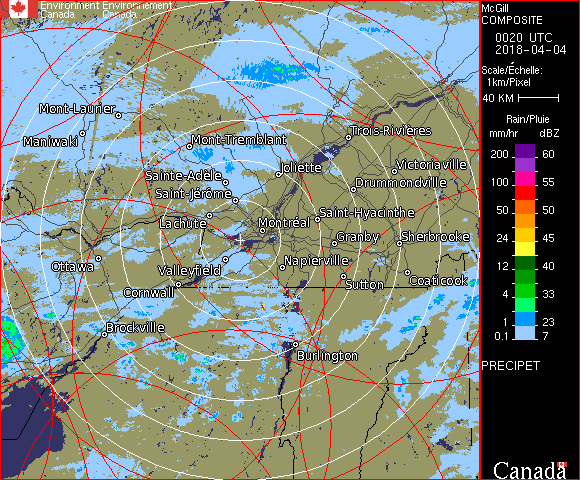 Environment Environnement
Canada Canada
McGill
COMPOSITE
0020 UTC
2018-04-04
Scale/Échelle:
1km/Pixel
40 KM
Rain/Pluie
mm/hr dBZ
200 60
100 55
50 50
24 45
12 40
4 33
1 23
0.1 7
PRECIPET
Canada
Mont-Laurier
Maniwaki
Mont-Tremblant
Trois-Rivières
Sainte-Adèle
Joliette
Victoriaville
Saint-Jérôme
Drummondville
Lachute
Montréal
Saint-Hyacinthe
Granby
Sherbrooke
Ottawa
Valleyfield
Napierville
Cornwall
Sutton
Coaticook
Brockville
Burlington